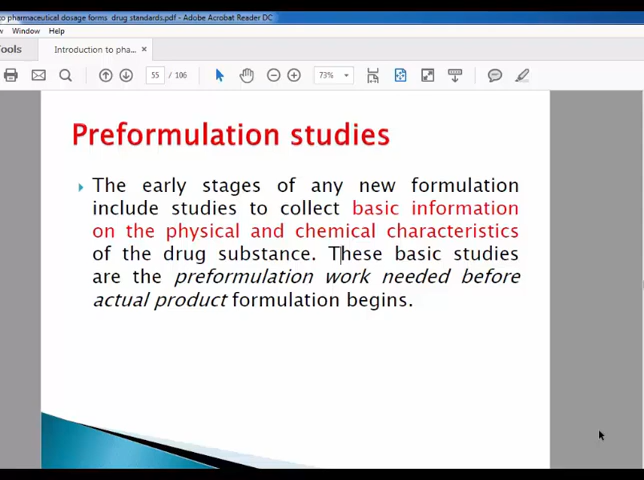 to pharmaceutical dosage forms drug standards.pdf - Adobe Acrobat Reader DC
Window Help
Tools Introduction to pha... ×
55 / 106 73%
Preformulation studies
The early stages of any new formulation
include studies to collect basic information
on the physical and chemical characteristics
of the drug substance. These basic studies
are the preformulation work needed before
actual product formulation begins.